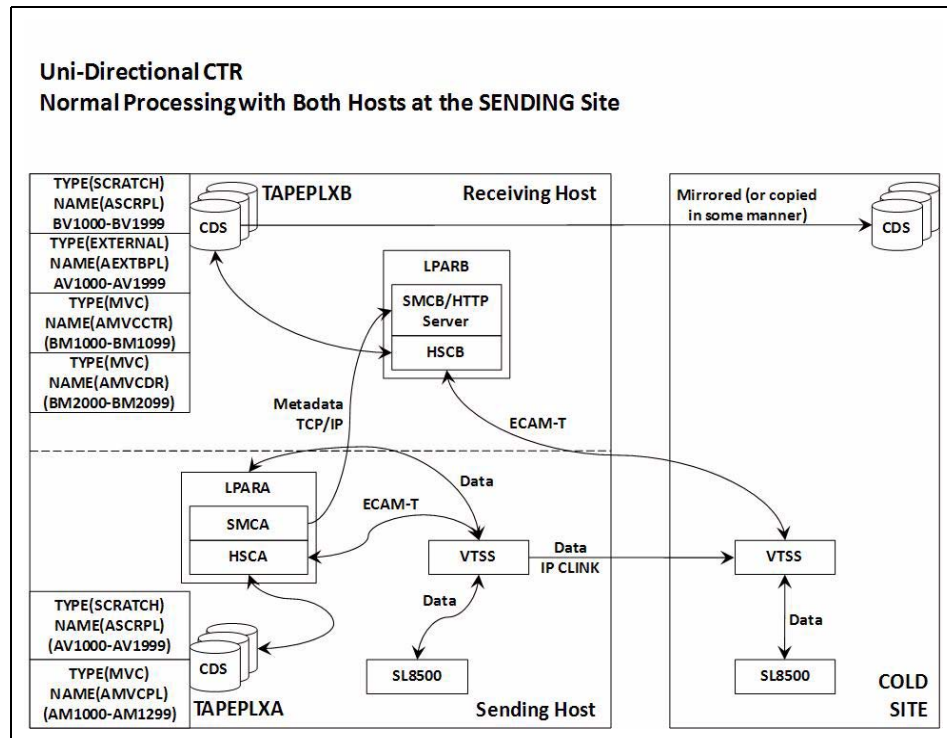 Uni-Directional CTR
Normal Processing with Both Hosts at the SENDING Site
TYPE(SCRATCH)
NAME(ASCRPL)
BV1000-BV1999
TYPE(EXTERNAL)
NAME(AEXTBPL)
AV1000-AV1999
TYPE(MVC)
NAME(AMVCCTR)
(BM1000-BM1099)
TYPE(MVC)
NAME(AMVCDR)
(BM2000-BM2099)
TAPEPLXB
CDS
Receiving Host
LPARB
SMCB/HTTP
Server
HSCB
Mirrored (or copied
in some manner)
CDS
Metadata
TCP/IP
ECAM-T
LPARA
SMCA
HSCA
Data
ECAM-T
VTSS
Data
IP CLINK
VTSS
Data
Data
SL8500
SL8500
TYPE(SCRATCH)
NAME(ASCRPL)
(AV1000-AV1999)
TYPE(MVC)
NAME(AMVCPL)
(AM1000-AM1299)
CDS
TAPEPLXA
Sending Host
COLD
SITE